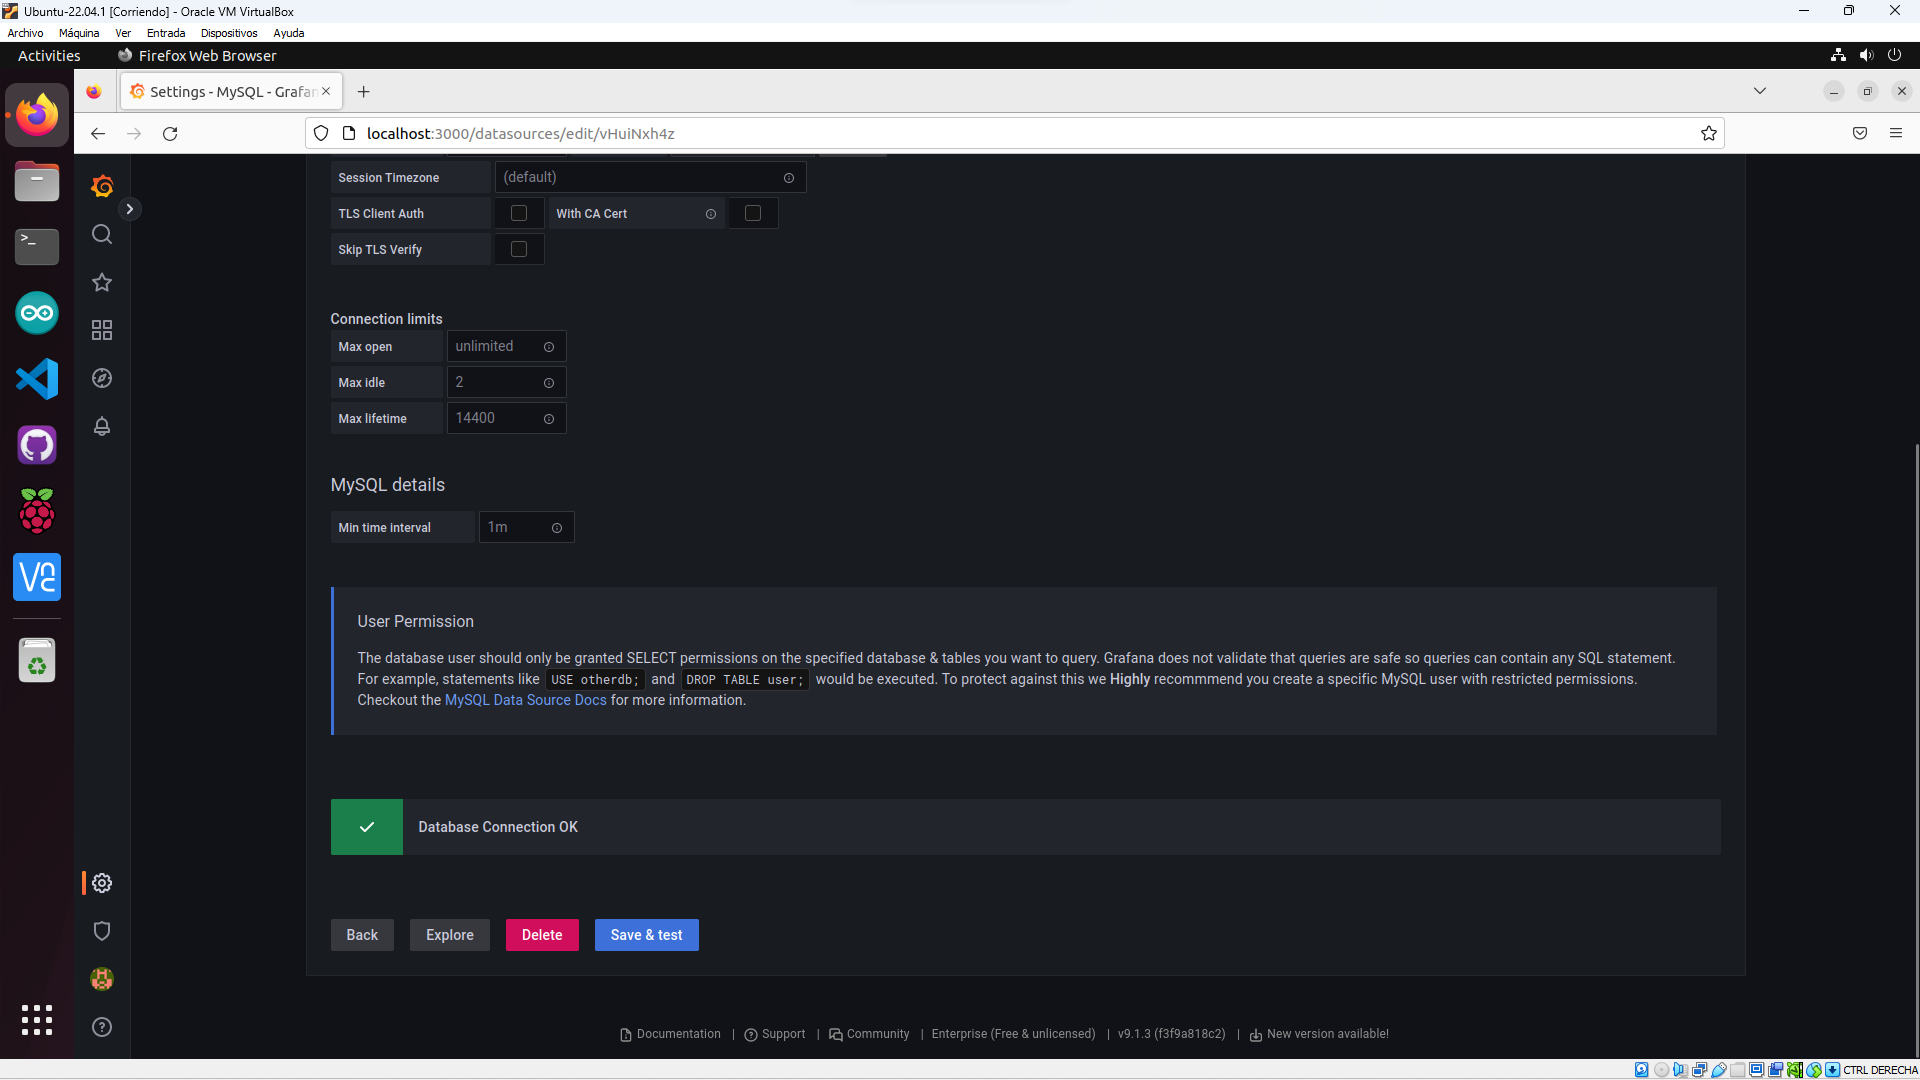 Ubuntu-22.04.1 [Corriendo] - Oracle VM VirtualBox
Archivo Máquina Ver Entrada Dispositivos Ayuda
Activities Firefox Web Browser
Settings - MySQL - Grafan
localhost:3000/datasources/edit/vHuiNxh4z
Session Timezone (default)
TLS Client Auth With CA Cert
Skip TLS Verify
Connection limits
Max open unlimited
Max idle 2
Max lifetime 14400
MySQL details
Min time interval 1m
User Permission
The database user should only be granted SELECT permissions on the specified database & tables you want to query. Grafana does not validate that queries are safe so queries can contain any SQL statement.
For example, statements like USE otherdb; and DROP TABLE user; would be executed. To protect against this we Highly recommmend you create a specific MySQL user with restricted permissions.
Checkout the MySQL Data Source Docs for more information.
Database Connection OK
Back Explore Delete Save & test
Documentation | Support | Community | Enterprise (Free & unlicensed) | v9.1.3 (f3f9a818c2) | New version available!
CTRL DERECHA